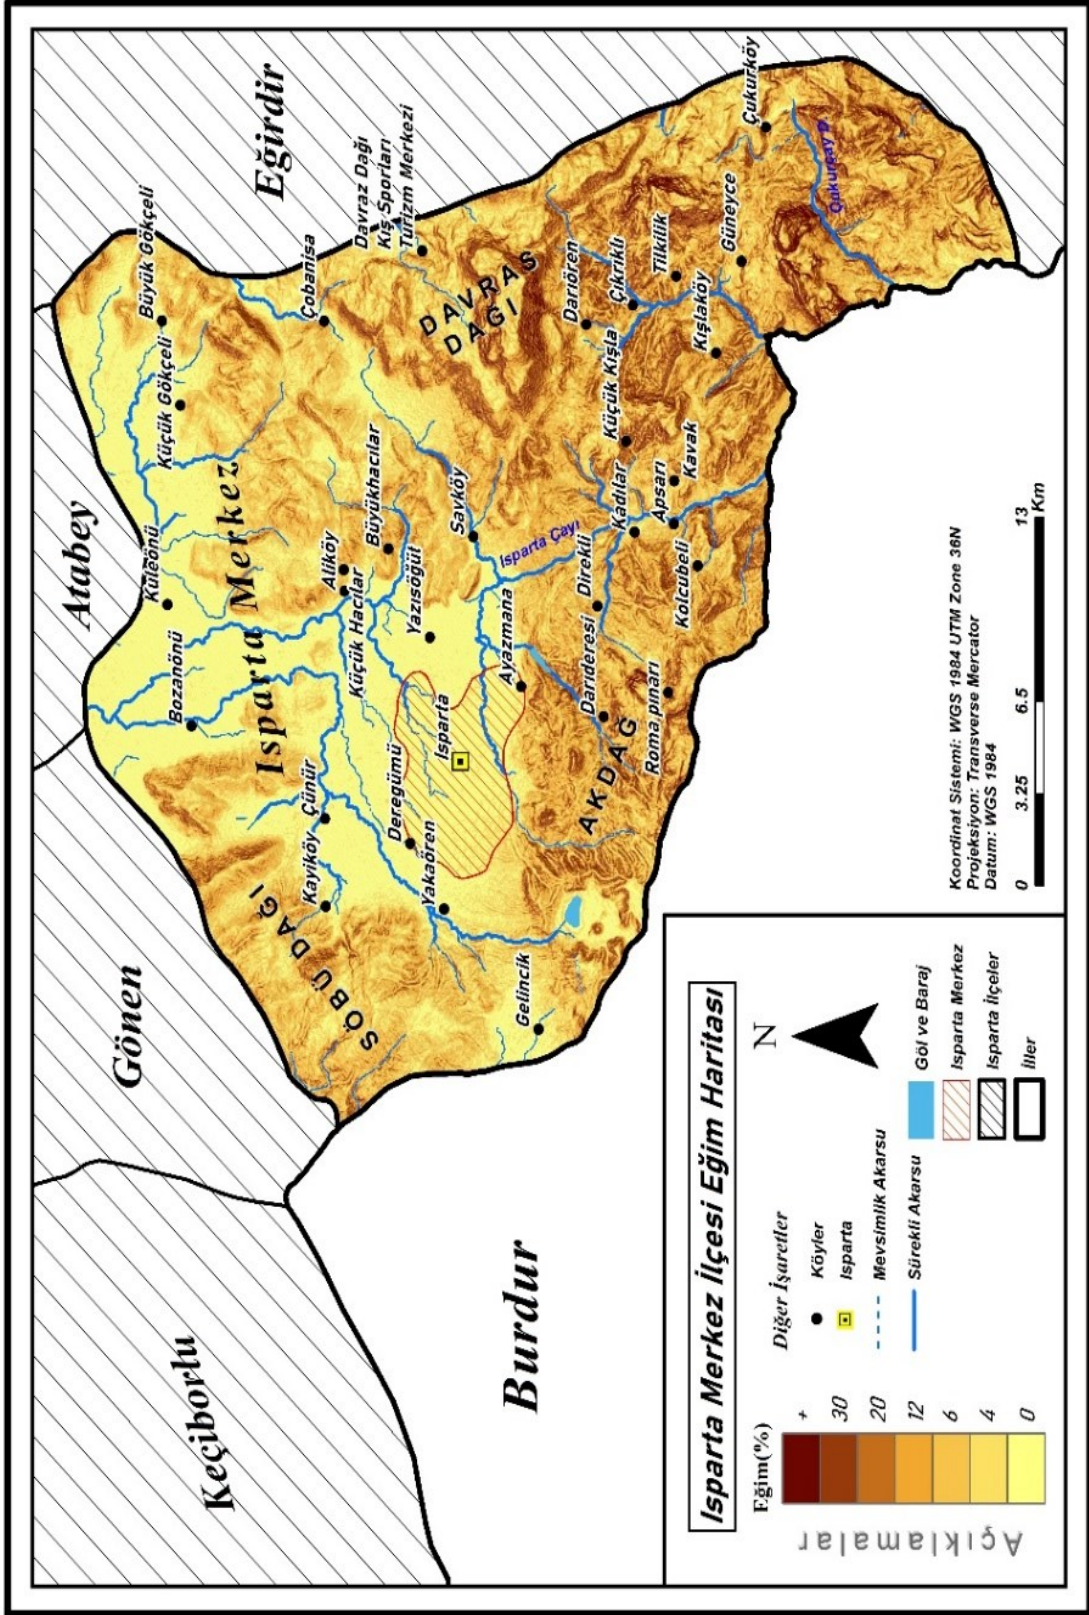 Keçiborlu
Gönen
Atabey
Eğirdir
Burdur
Isparta Merkez
Büyük Gökçeli
Küçük Gökçeli
Kuleönü
Bozanönü
Çobanisa
Davraz Dağı
Kış Sporları
Turizm Merkezi
Aliköy
Küçük Hacılar
Büyükhacılar
Yazısöğüt
Savköy
Çünür
Kayıköy
SÖBÜ DAĞI
Deregümü
Isparta
Yakaören
Gelincik
Ayazmana
Isparta Çayı
DAVRAS
DAĞI
Darıören
Çıkrıklı
Tilkilik
Güneyce
Çukurköy
Çukurçay D.
Kışlaköy
Küçük Kışla
Kadılar
Apsarı
Kavak
Direkli
Kolcubeli
Darıderesi
AKDAĞ
Roma pınarı
Isparta Merkez İlçesi Eğim Haritası
Açıklamalar
Eğim(%)
+
30
20
12
6
4
0
Diğer İşaretler
Köyler
Isparta
Mevsimlik Akarsu
Sürekli Akarsu
N
Göl ve Baraj
Isparta Merkez
Isparta İlçeler
İller
Koordinat Sistemi: WGS 1984 UTM Zone 36N
Projeksiyon: Transverse Mercator
Datum: WGS 1984
0 3.25 6.5 13
Km